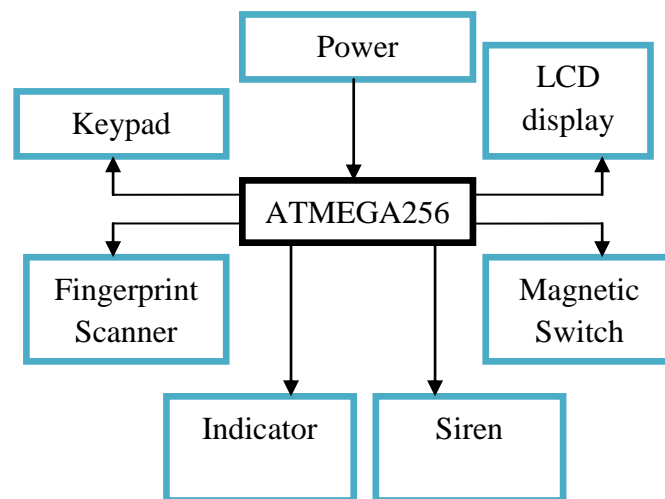 Power
LCD
display
Keypad
ATMEGA256
Fingerprint
Scanner
Magnetic
Switch
Indicator
Siren